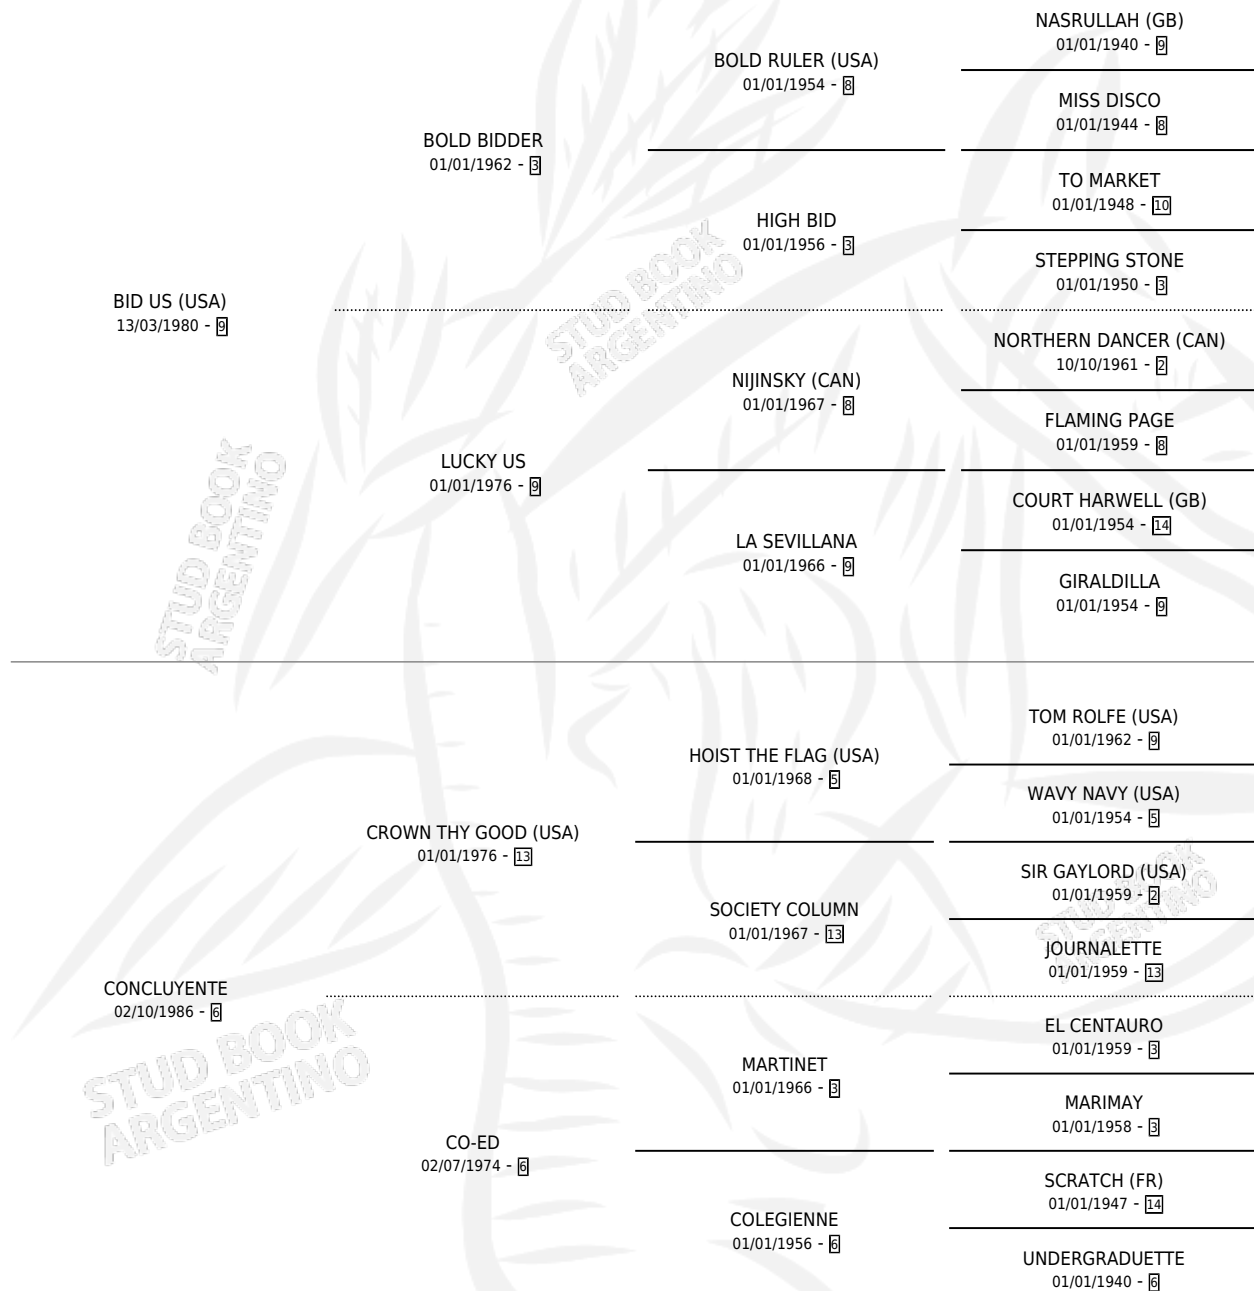 NASRULLAH (GB)
01/01/1940 - 9
BOLD RULER (USA)
01/01/1954 - 8
MISS DISCO
01/01/1944 - 8
BOLD BIDDER
01/01/1962 - 3
TO MARKET
01/01/1948 - 10
HIGH BID
01/01/1956 - 3
STEPPING STONE
01/01/1950 - 3
BID US (USA)
13/03/1980 - 9
NORTHERN DANCER (CAN)
10/10/1961 - 2
NIJINSKY (CAN)
01/01/1967 - 8
FLAMING PAGE
01/01/1959 - 8
LUCKY US
01/01/1976 - 9
COURT HARWELL (GB)
01/01/1954 - 14
LA SEVILLANA
01/01/1966 - 9
GIRALDILLA
01/01/1954 - 9
TOM ROLFE (USA)
01/01/1962 - 9
HOIST THE FLAG (USA)
01/01/1968 - 5
WAVY NAVY (USA)
01/01/1954 - 5
CROWN THY GOOD (USA)
01/01/1976 - 13
SIR GAYLORD (USA)
01/01/1959 - 2
SOCIETY COLUMN
01/01/1967 - 13
JOURNALETTE
01/01/1959 - 13
CONCLUYENTE
02/10/1986 - 6
EL CENTAURO
01/01/1959 - 3
MARTINET
01/01/1966 - 3
MARIMAY
01/01/1958 - 3
CO-ED
02/07/1974 - 6
SCRATCH (FR)
01/01/1947 - 14
COLEGIENNE
01/01/1956 - 6
UNDERGRADUETTE
01/01/1940 - 6
STUD BOOK
ARGENTINO
STUD BOOK
ARGENTINO
STUD BOOK
ARGENTINO
STUD BOOK
ARGENTINO